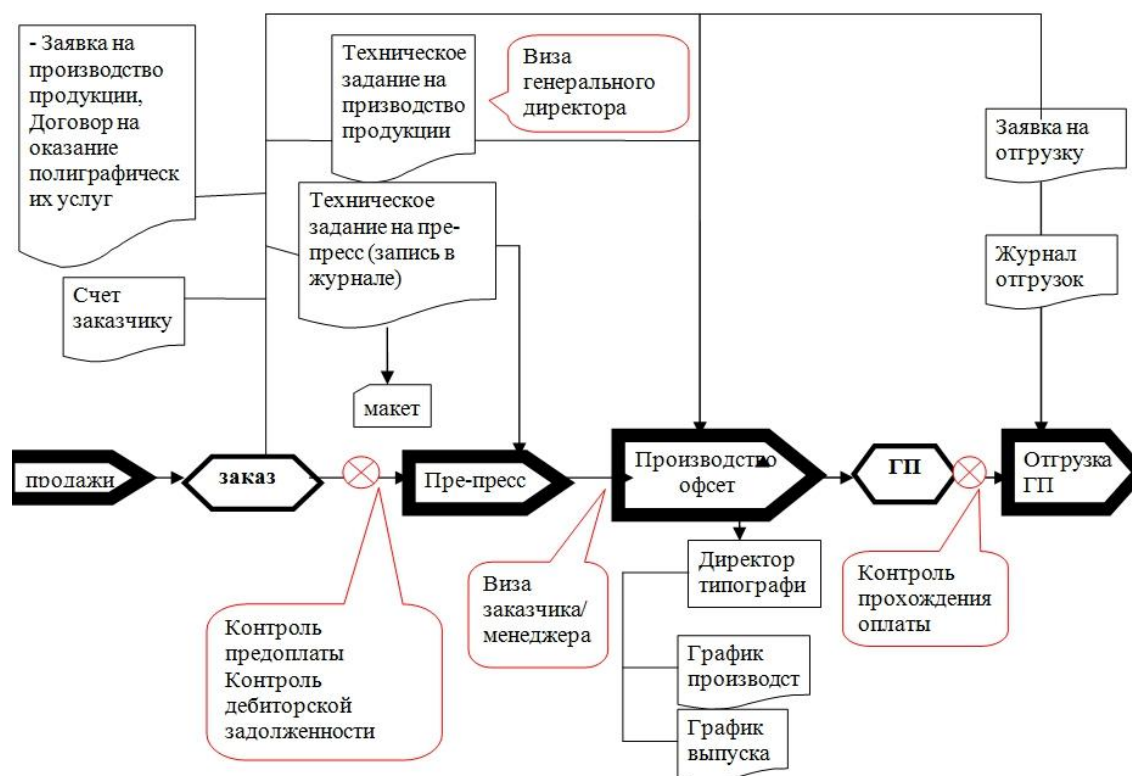 - Заявка на
производство
продукции,
Договор на
оказание
полиграфическ
их услуг
Техническое
задание на
призводство
продукции
Виза
генерального
директора
Заявка на
отгрузку
Техническое
задание на пре-
пресс (запись в
журнале)
Журнал
отгрузок
Счет
заказчику
макет
продажи
заказ
Пре-пресс
Производство
офсет
ГП
Отгрузка
ГП
Директор
типографи
Виза
заказчика/
менеджера
Контроль
прохождения
оплаты
Контроль
предоплаты
Контроль
дебиторской
задолженности
График
производст
График
выпуска